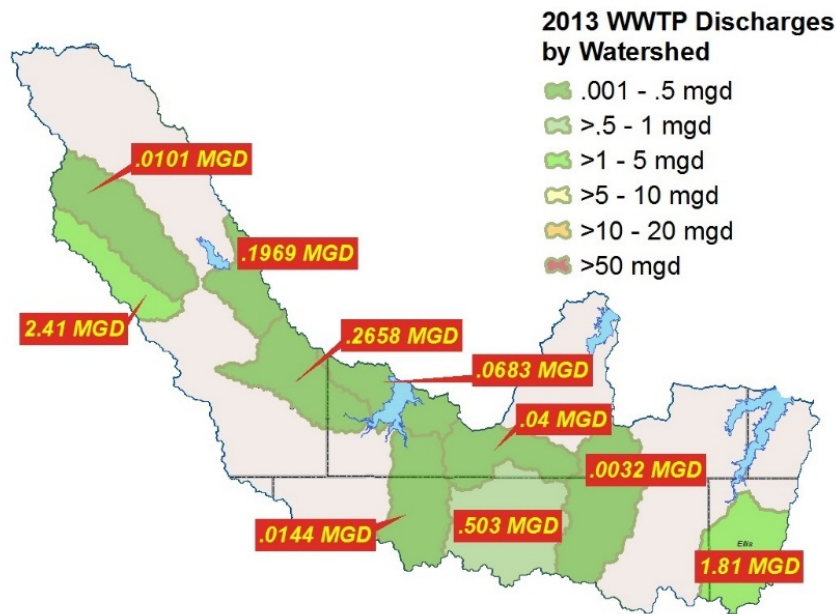 2013 WWTP Discharges
by Watershed
.001 - .5 mgd
>.5 - 1 mgd
>1 - 5 mgd
>5 - 10 mgd
>10 - 20 mgd
>50 mgd
.0101 MGD
.1969 MGD
2.41 MGD
.2658 MGD
.0683 MGD
.04 MGD
.0032 MGD
.0144 MGD
.503 MGD
Ellis
1.81 MGD